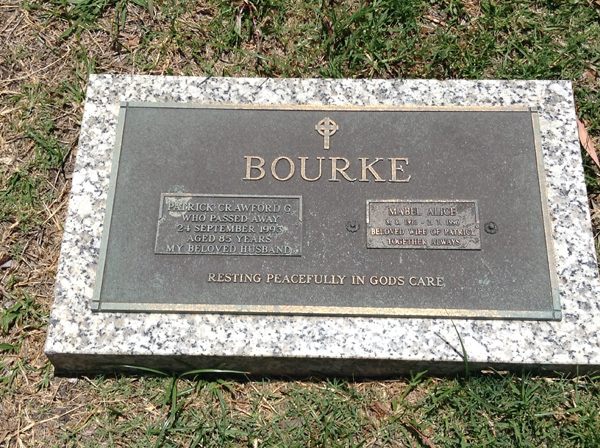 BOURKE
PATRICK CRAWFORD G.
WHO PASSED AWAY
24 SEPTEMBER 1993
AGED 85 YEARS
MY BELOVED HUSBAND
MABEL ALICE
BELOVED WIFE OF PATRICK
TOGETHER ALWAYS
RESTING PEACEFULLY IN GODS CARE